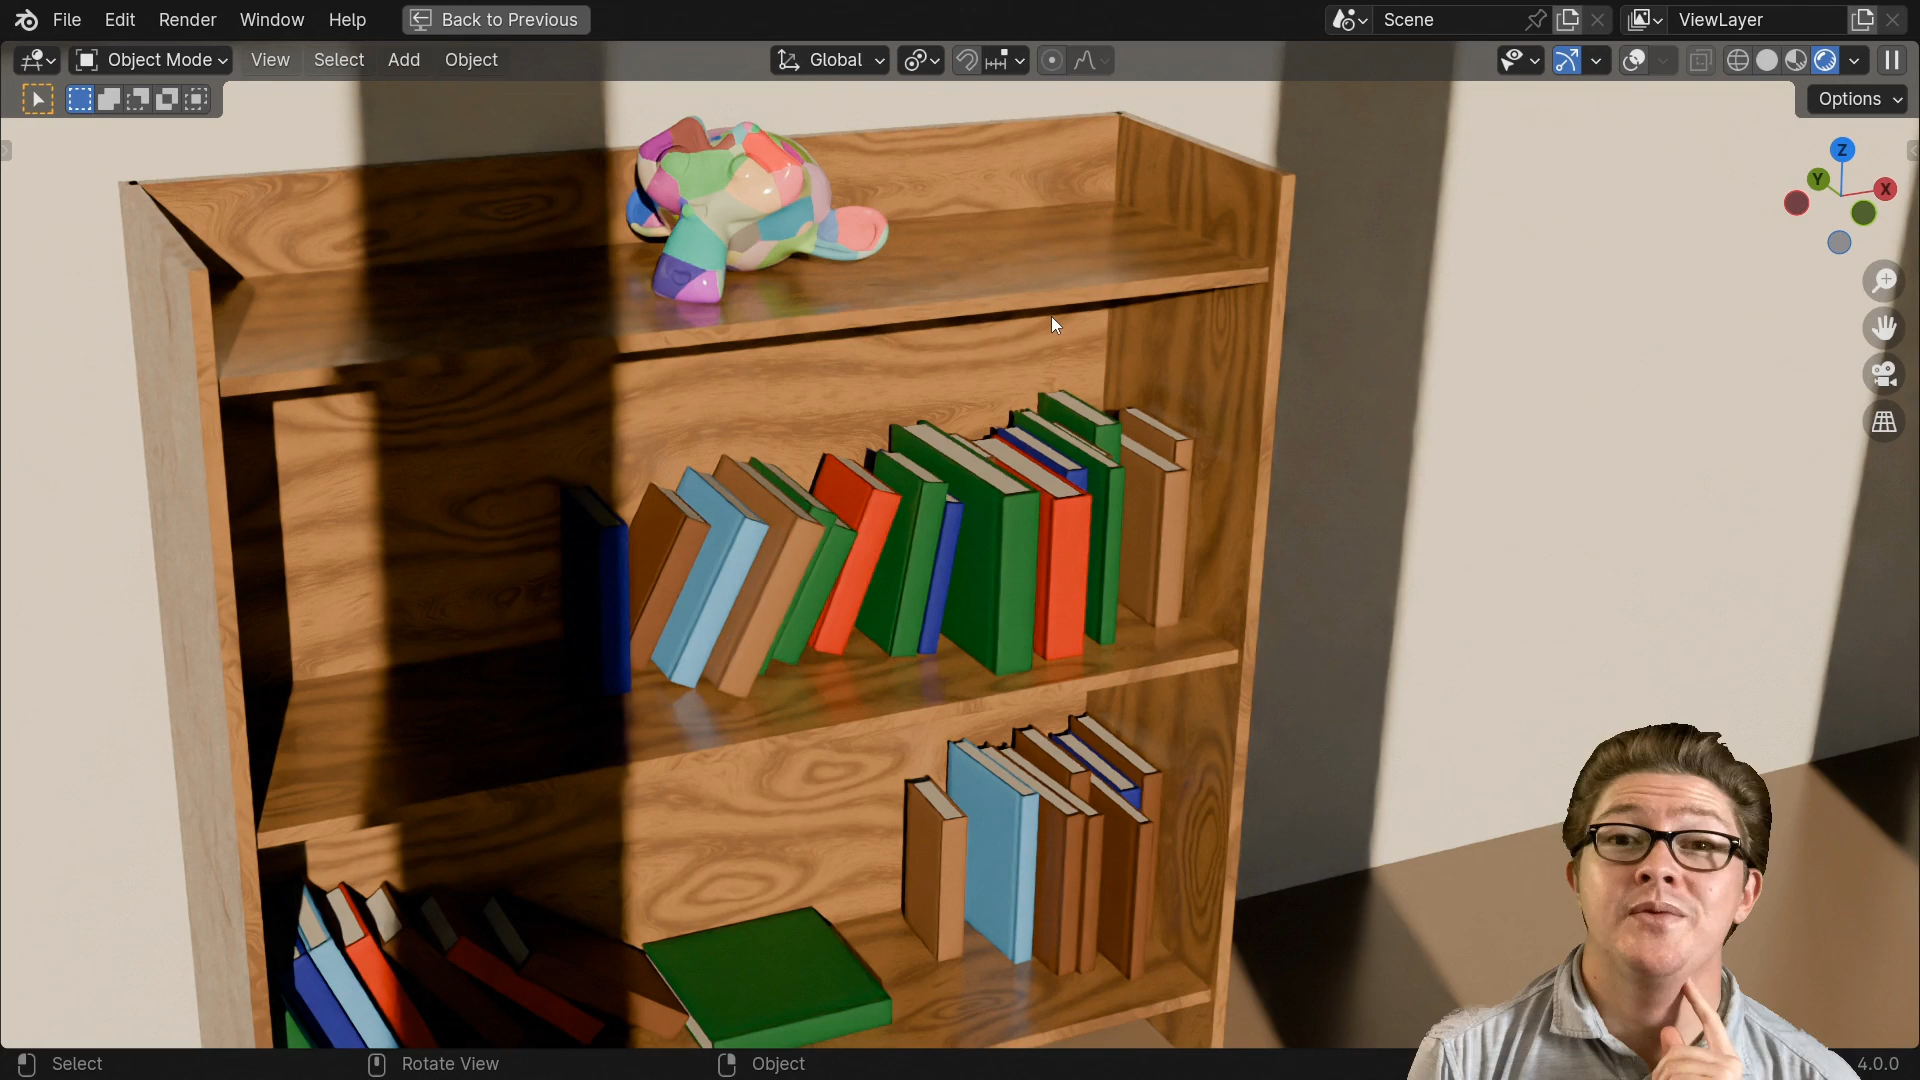 File Edit Render Window Help Back to Previous Scene ViewLayer
Object Mode View Select Add Object Global
Options
Z
Y X
Select Rotate View Object 4.0.0